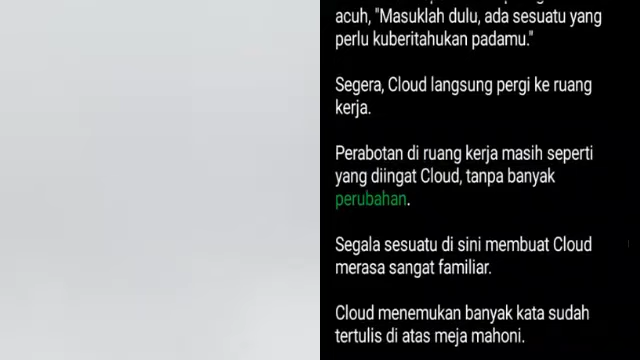 acuh, "Masuklah dulu, ada sesuatu yang
perlu kuberitahukan padamu."
Segera, Cloud langsung pergi ke ruang
kerja.
Perabotan di ruang kerja masih seperti
yang diingat Cloud, tanpa banyak
perubahan.
Segala sesuatu di sini membuat Cloud
merasa sangat familiar.
Cloud menemukan banyak kata sudah
tertulis di atas meja mahoni.